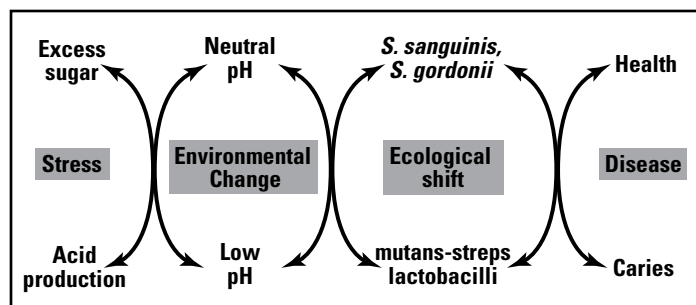 Excess
sugar
Neutral
pH
S. sanguinis,
S. gordonii
Health
Stress
Environmental
Change
Ecological
shift
Disease
Acid
production
Low
pH
mutans-streps
lactobacilli
Caries